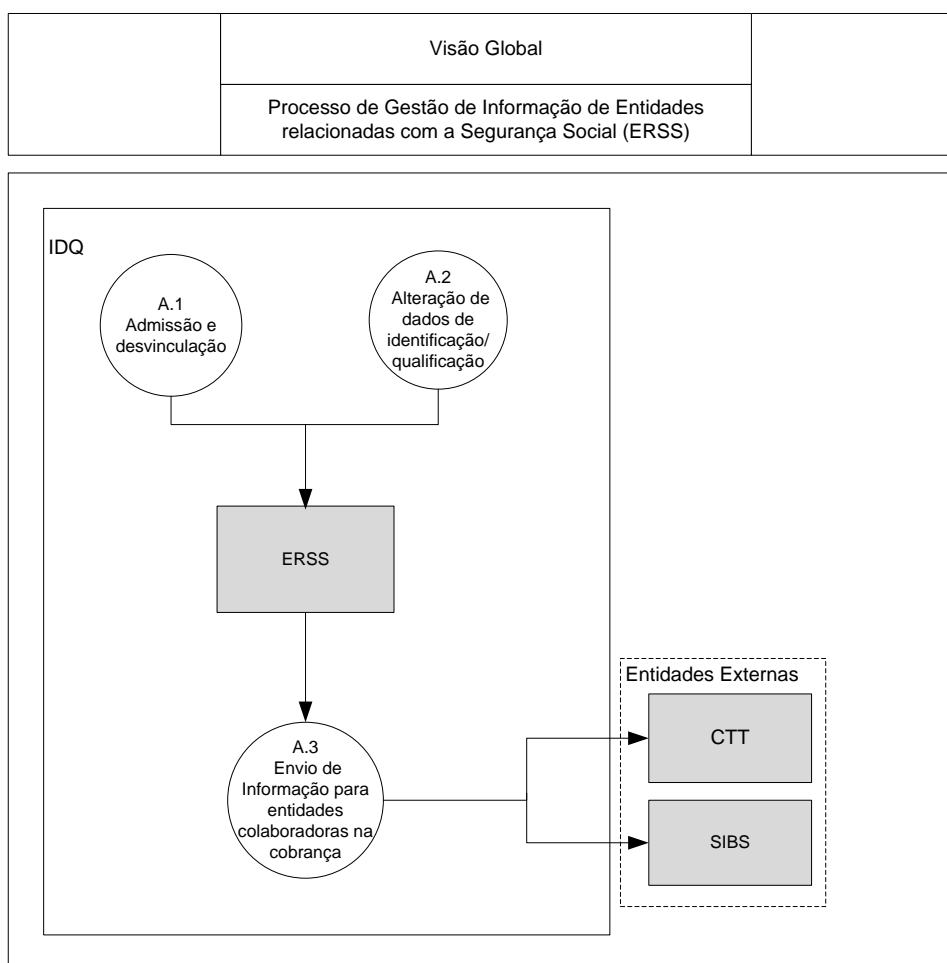 Visão Global
Processo de Gestão de Informação de Entidades
relacionadas com a Segurança Social (ERSS)
IDQ
A.1
Admissão e
desvinculação
A.2
Alteração de
dados de
identificação/
qualificação
ERSS
A.3
Envio de
Informação para
entidades
colaboradoras na
cobrança
Entidades Externas
CTT
SIBS